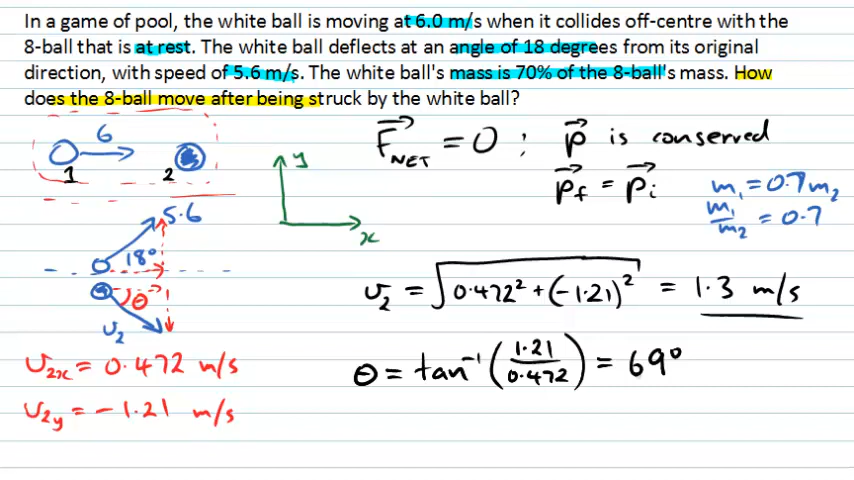 In a game of pool, the white ball is moving at 6.0 m/s when it collides off-centre with the
8-ball that is at rest. The white ball deflects at an angle of 18 degrees from its original
direction, with speed of 5.6 m/s. The white ball's mass is 70% of the 8-ball's mass. How
does the 8-ball move after being struck by the white ball?
6
1 2
y
x
F⃗NET = 0 ; p⃗ is conserved
p⃗f = p⃗i
m1 = 0.7m2
m1/m2 = 0.7
5.6
18°
θ
v2
v2 = √(0.472² + (-1.21)²) = 1.3 m/s
v2x = 0.472 m/s
θ = tan⁻¹(1.21/0.472) = 69°
v2y = -1.21 m/s